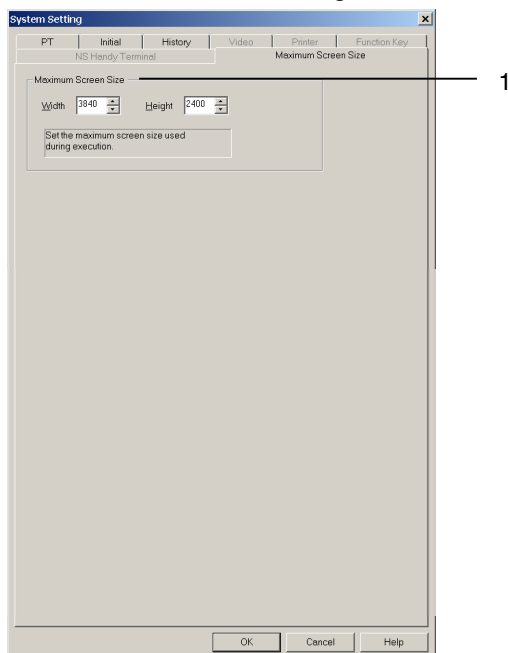 System Setting
PT Initial History Video Printer Function Key
NS Handy Terminal Maximum Screen Size
Maximum Screen Size 1
Width 3840 Height 2400
Set the maximum screen size used
during execution.
OK Cancel Help